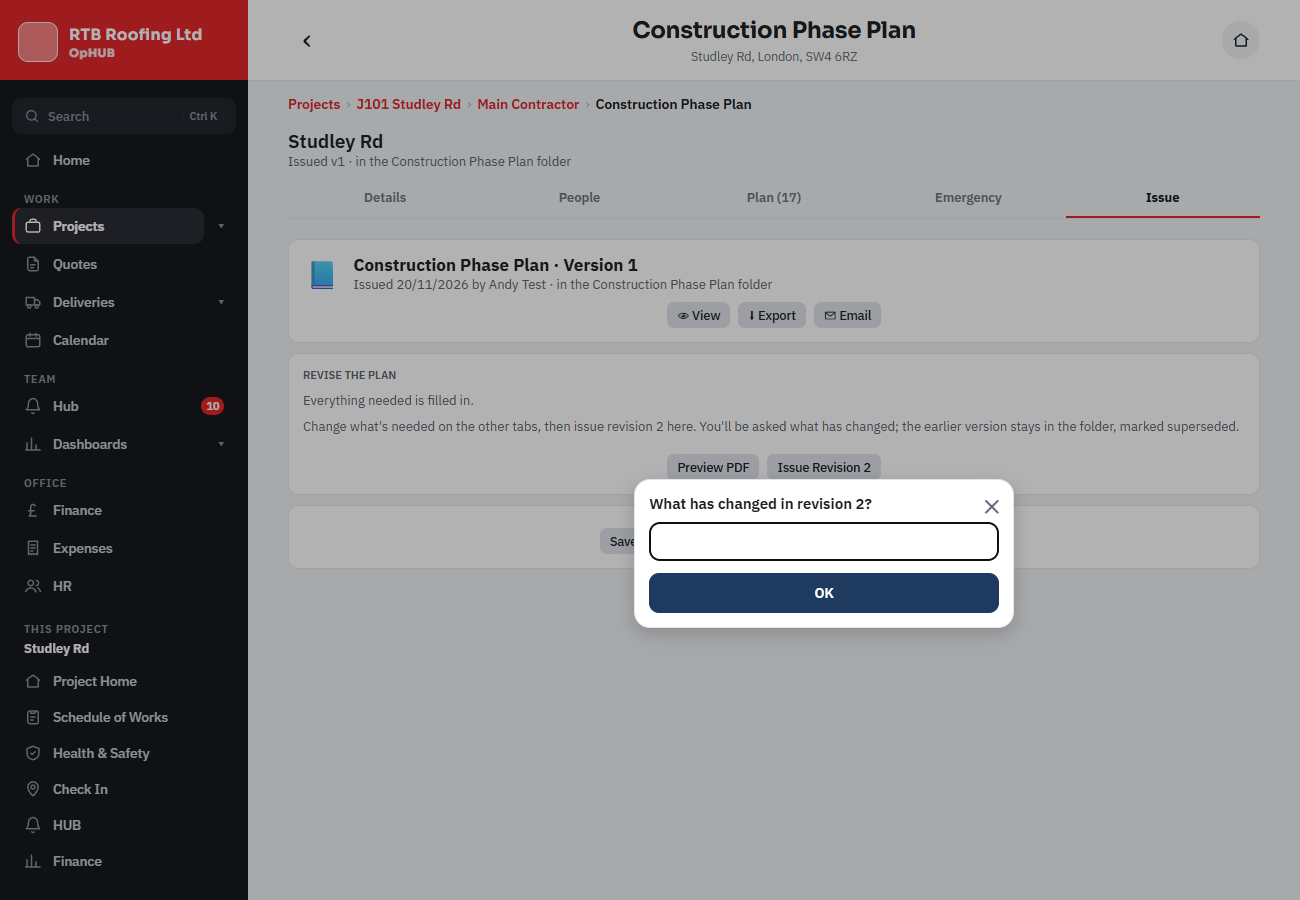 RTB Roofing Ltd
OpHUB
Search Ctrl K
Home
WORK
Projects
Quotes
Deliveries
Calendar
TEAM
Hub 10
Dashboards
OFFICE
Finance
Expenses
HR
THIS PROJECT
Studley Rd
Project Home
Schedule of Works
Health & Safety
Check In
HUB
Finance
Construction Phase Plan
Studley Rd, London, SW4 6RZ
Projects › J101 Studley Rd › Main Contractor › Construction Phase Plan
Studley Rd
Issued v1 · in the Construction Phase Plan folder
Details People Plan (17) Emergency Issue
Construction Phase Plan · Version 1
Issued 20/11/2026 by Andy Test · in the Construction Phase Plan folder
View Export Email
REVISE THE PLAN
Everything needed is filled in.
Change what's needed on the other tabs, then issue revision 2 here. You'll be asked what has changed; the earlier version stays in the folder, marked superseded.
Preview PDF Issue Revision 2
What has changed in revision 2?
Save
OK